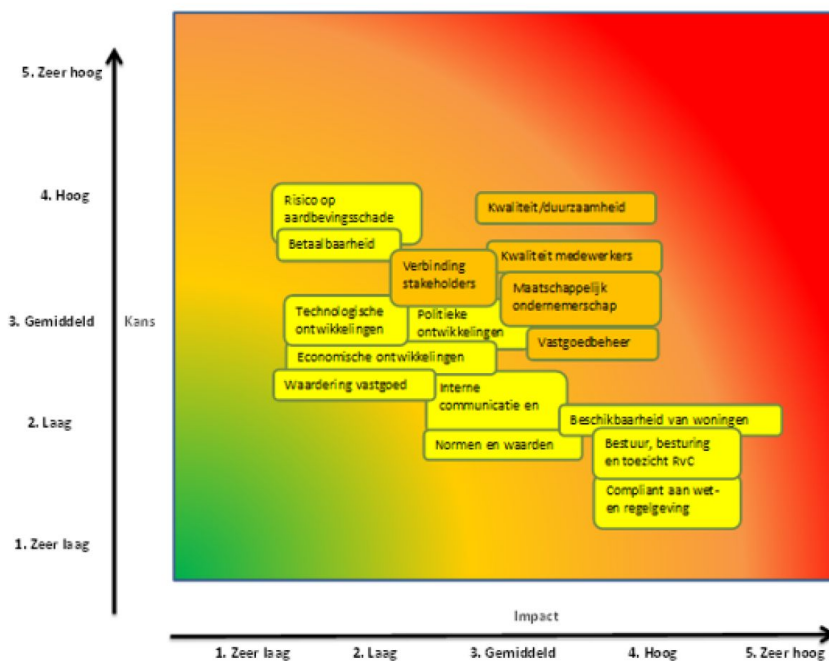 5. Zeer hoog
4. Hoog
Risico op
aardbevingsschade
Kwaliteit/duurzaamheid
Betaalbaarheid
Kwaliteit medewerkers
Verbinding
stakeholders
Maatschappelijk
ondernemerschap
3. Gemiddeld
Kans
Technologische
ontwikkelingen
Politieke
ontwikkelingen
Vastgoedbeheer
Economische ontwikkelingen
Waardering vastgoed
Interne
communicatie en
2. Laag
Beschikbaarheid van woningen
Normen en waarden
Bestuur, besturing
en toezicht RvC
Compliant aan wet-
en regelgeving
1. Zeer laag
Impact
1. Zeer laag
2. Laag
3. Gemiddeld
4. Hoog
5. Zeer hoog